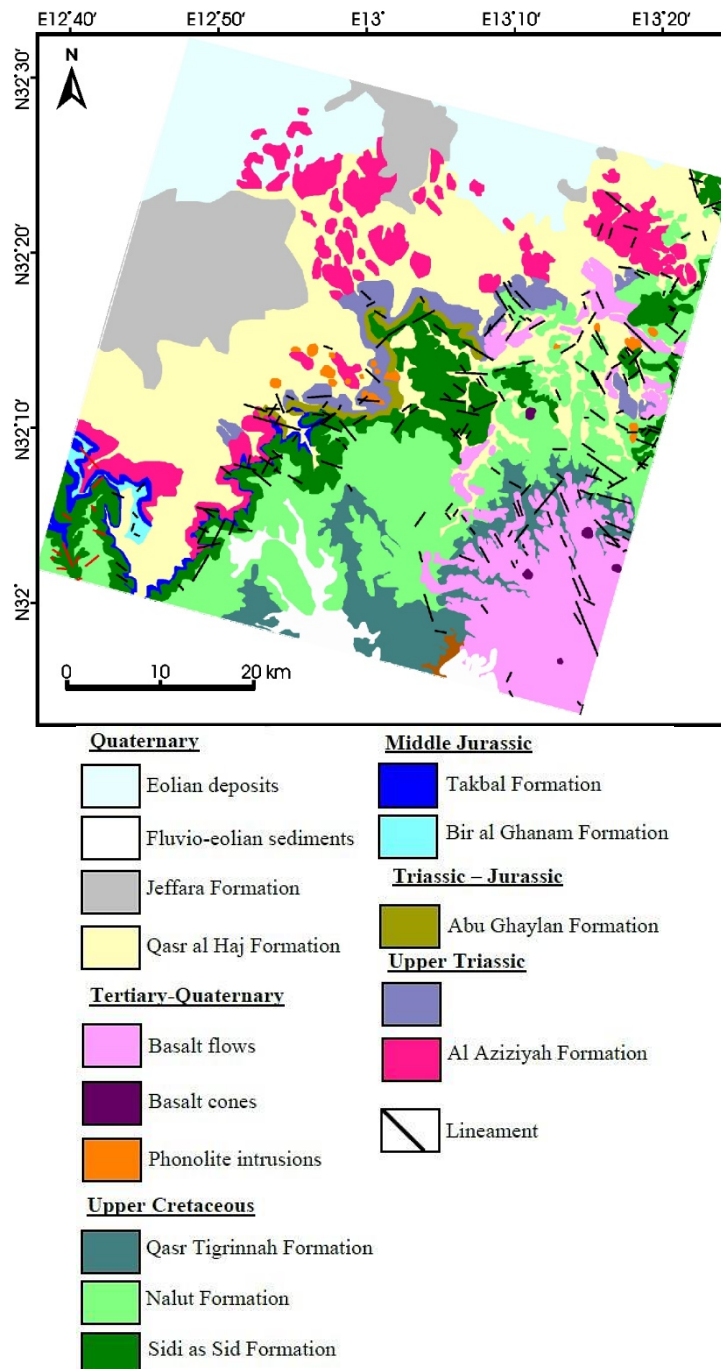 E12°40' E12°50' E13° E13°10' E13°20'
N32°30'
N
N32°20'
N32°10'
N32°
0 10 20 km
Quaternary
Eolian deposits
Fluvio-eolian sediments
Jeffara Formation
Qasr al Haj Formation
Tertiary-Quaternary
Basalt flows
Basalt cones
Phonolite intrusions
Upper Cretaceous
Qasr Tigrinnah Formation
Nalut Formation
Sidi as Sid Formation
Middle Jurassic
Takbal Formation
Bir al Ghanam Formation
Triassic – Jurassic
Abu Ghaylan Formation
Upper Triassic
Al Aziziyah Formation
Lineament